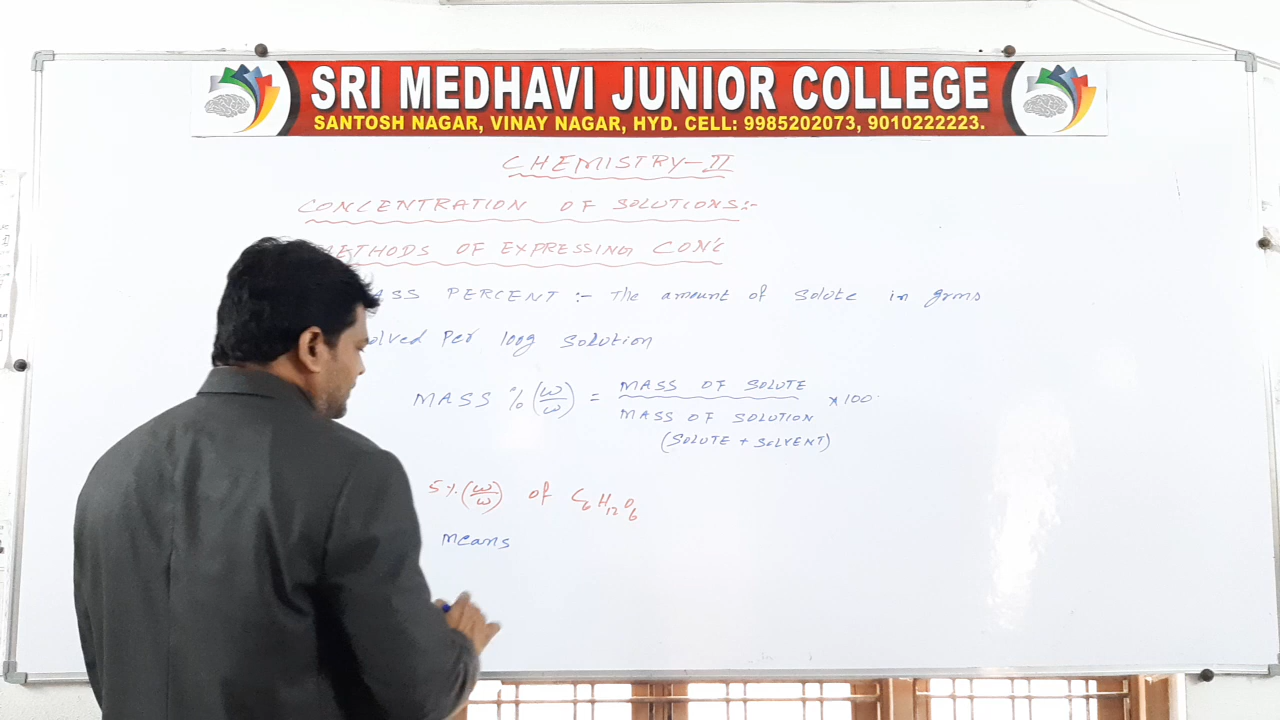 SRI MEDHAVI JUNIOR COLLEGE
SANTOSH NAGAR, VINAY NAGAR, HYD. CELL: 9985202073, 9010222223.
CHEMISTRY-II
CONCENTRATION OF SOLUTIONS:-
METHODS OF EXPRESSING CON'C
ASS PERCENT :- The amount of solute in grms
olved per 100g solution
MASS % (w/w) = MASS OF SOLUTE / MASS OF SOLUTION × 100
(SOLUTE + SOLVENT)
5% (w/w) of C6H12O6
means